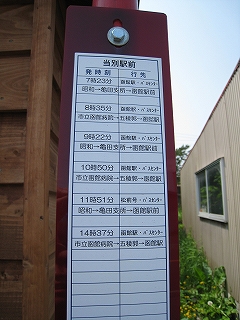 当別駅前
発時刻 行先
7時23分 函館駅・バスセンター
昭和→亀田支所→函館駅前
8時35分 函館駅・バスセンター
市立函館病院→五稜郭→函館駅
9時22分 函館駅・バスセンター
昭和→亀田支所→函館駅前
10時50分 函館駅・バスセンター
市立函館病院→五稜郭→函館駅
11時51分 松前号・バスセンター
昭和→亀田支所→函館駅前
14時37分 函館駅・バスセンター
市立函館病院→五稜郭→函館駅